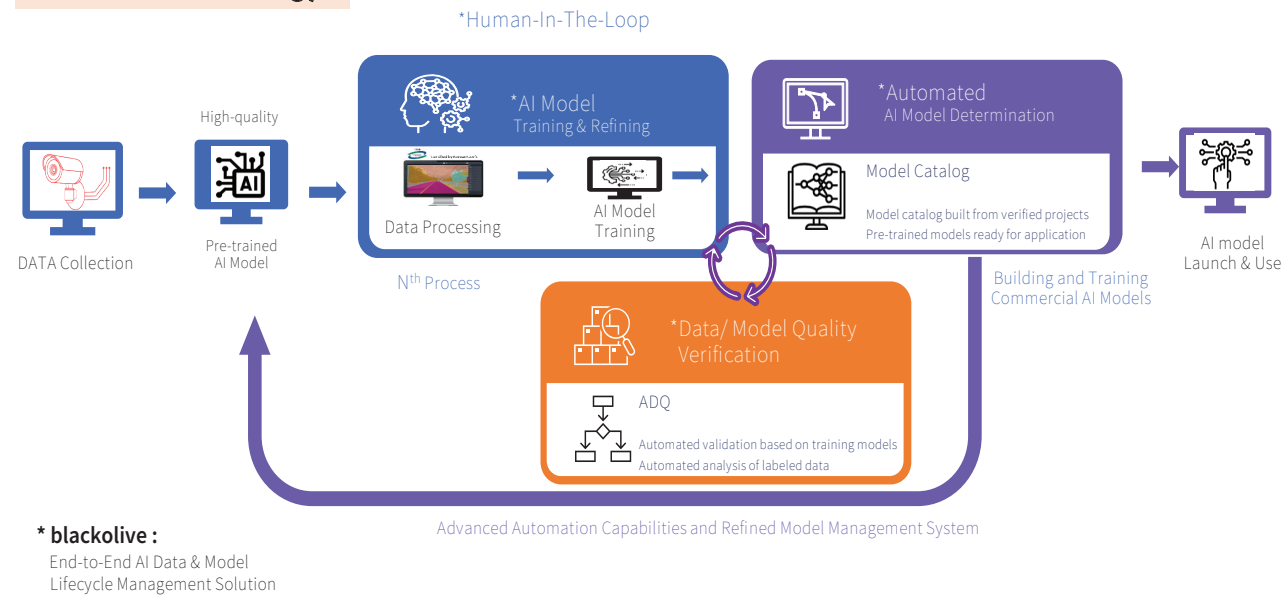 *Human-In-The-Loop
High-quality
AI
Pre-trained
AI Model
DATA Collection
*AI Model
Training & Refining
Data Processing
AI Model
Training
Nth Process
*Automated
AI Model Determination
Model Catalog
Model catalog built from verified projects
Pre-trained models ready for application
AI model
Launch & Use
Building and Training
Commercial AI Models
*Data/ Model Quality
Verification
ADQ
Automated validation based on training models
Automated analysis of labeled data
Advanced Automation Capabilities and Refined Model Management System
* blackolive :
End-to-End AI Data & Model
Lifecycle Management Solution